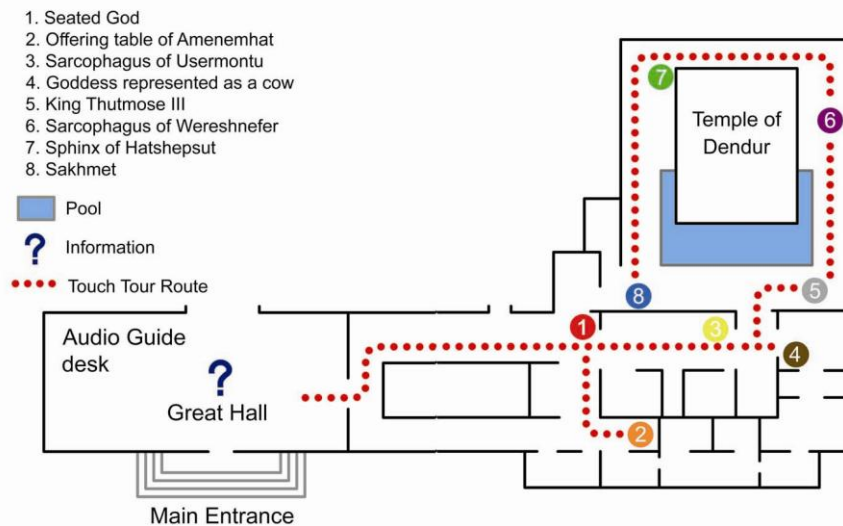 1. Seated God
2. Offering table of Amenemhat
3. Sarcophagus of Usermontu
4. Goddess represented as a cow
5. King Thutmose III
6. Sarcophagus of Wereshnefer
7. Sphinx of Hatshepsut
8. Sakhmet
Pool
? Information
Touch Tour Route
7
Temple of
Dendur
6
8
5
1
3
4
2
Audio Guide
desk
?
Great Hall
Main Entrance